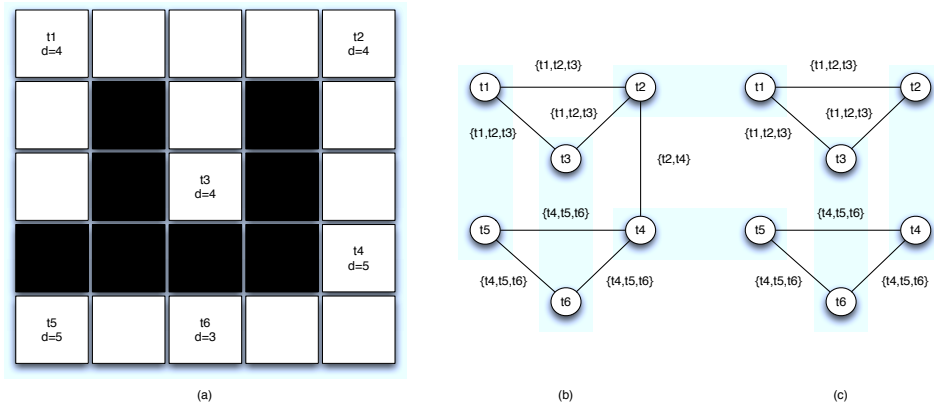 t1
d=4
t2
d=4
t3
d=4
t4
d=5
t5
d=5
t6
d=3
(a)
{t1,t2,t3}
t1
t2
{t1,t2,t3}
{t1,t2,t3}
t3
{t2,t4}
{t4,t5,t6}
t5
t4
{t4,t5,t6}
{t4,t5,t6}
t6
(b)
{t1,t2,t3}
t1
t2
{t1,t2,t3}
{t1,t2,t3}
t3
{t4,t5,t6}
t5
t4
{t4,t5,t6}
{t4,t5,t6}
t6
(c)